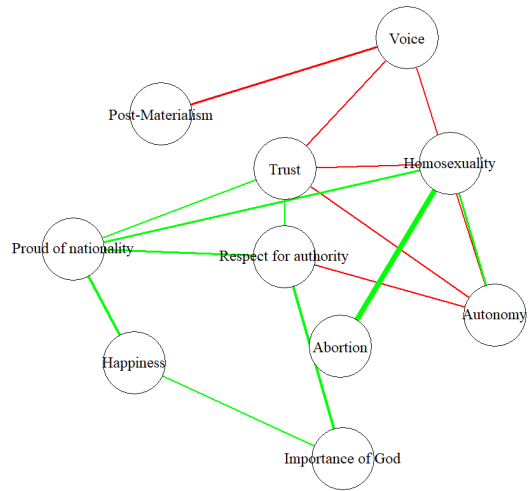 Voice
Post-Materialism
Homosexuality
Trust
Proud of nationality
Respect for authority
Autonomy
Abortion
Happiness
Importance of God